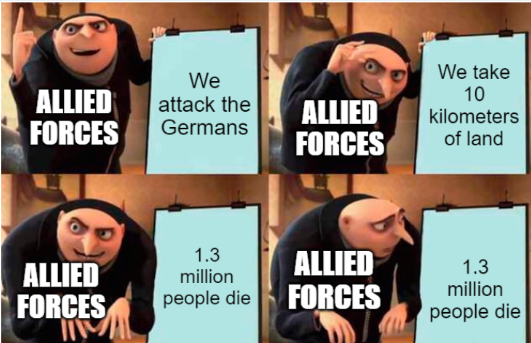 ALLIED
FORCES
We
attack the
Germans
ALLIED
FORCES
We take
10
kilometers
of land
ALLIED
FORCES
1.3
million
people die
ALLIED
FORCES
1.3
million
people die